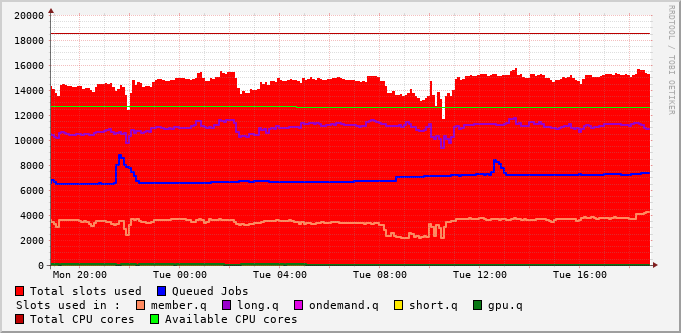 20000
18000
16000
14000
12000
10000
8000
6000
4000
2000
0
Mon 20:00 Tue 00:00 Tue 04:00 Tue 08:00 Tue 12:00 Tue 16:00
Total slots used Queued Jobs
Slots used in : member.q long.q ondemand.q short.q gpu.q
Total CPU cores Available CPU cores
RRDTOOL / TOBI OETIKER